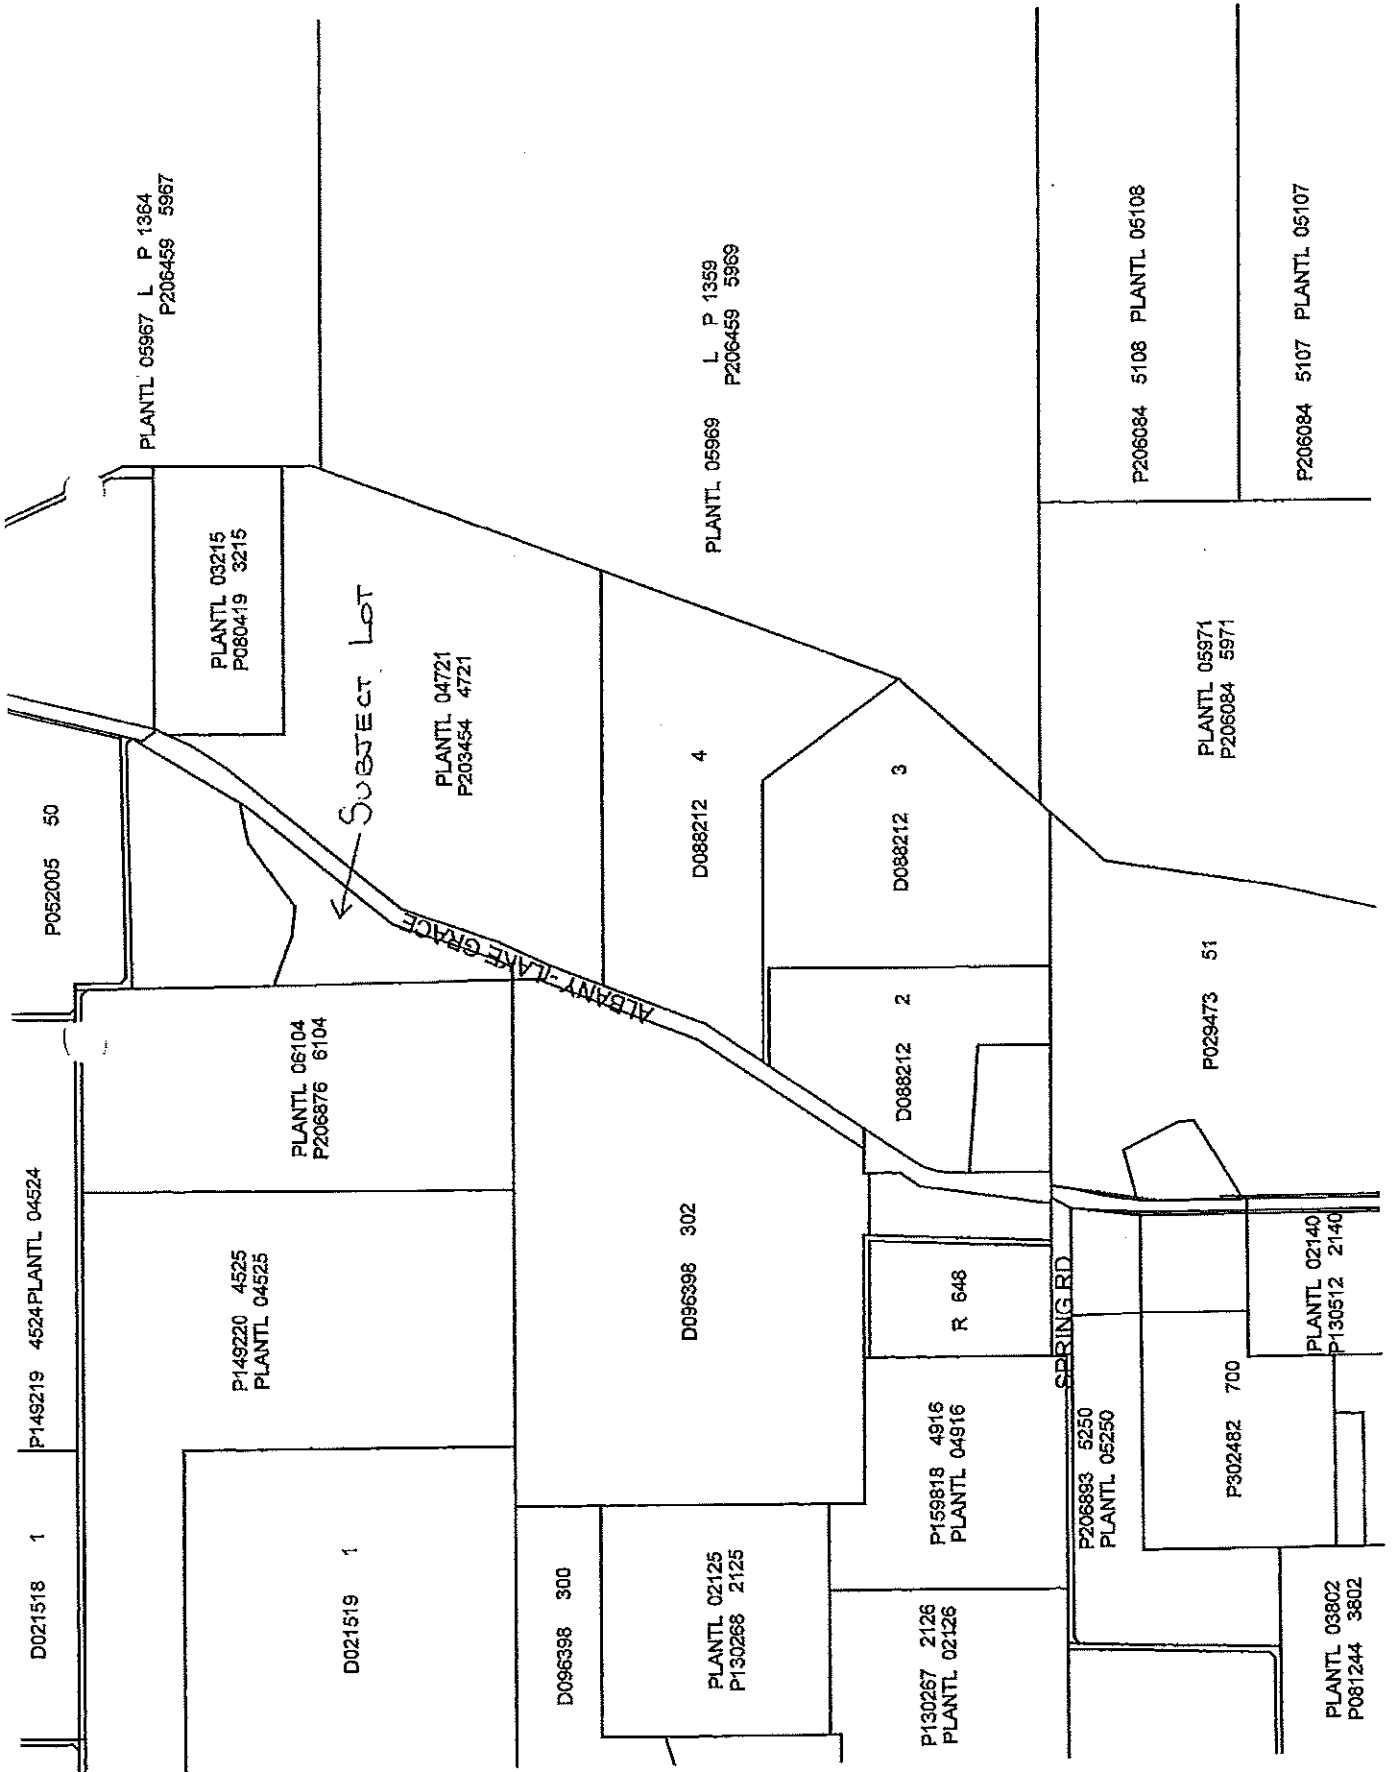 PLANTL 05967 L P 1364
P206459 5967
PLANTL 05969 L P 1359
P206459 5969
P206084 5108 PLANTL 05108
P206084 5107 PLANTL 05107
PLANTL 03215
P080419 3215
SUBJECT LOT
PLANTL 04721
P203454 4721
D088212 4
D088212 3
PLANTL 05971
P206084 5971
P052005 50
ALBANY - LAKE GRACE
D088212 2
P029473 51
PLANTL 06104
P206876 6104
P149219 4524PLANTL 04524
P149220 4525
PLANTL 04525
D096398 302
R 648
SPRING RD
PLANTL 02140
P130512 2140
P159818 4916
PLANTL 04916
P206893 5250
PLANTL 05250
P302482 700
D021518 1
D021519 1
D096398 300
PLANTL 02125
P130268 2125
P130267 2126
PLANTL 02126
PLANTL 03802
P081244 3802